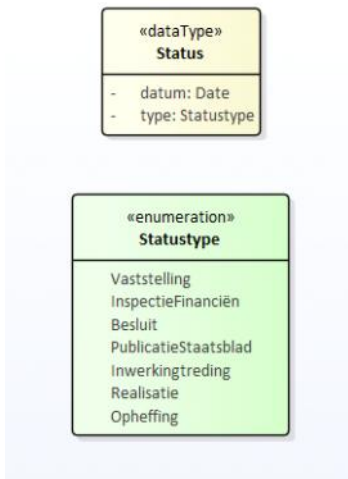 «dataType»
Status
- datum: Date
- type: Statustype
«enumeration»
Statustype
Vaststelling
InspectieFinanciën
Besluit
PublicatieStaatsblad
Inwerkingtreding
Realisatie
Opheffing